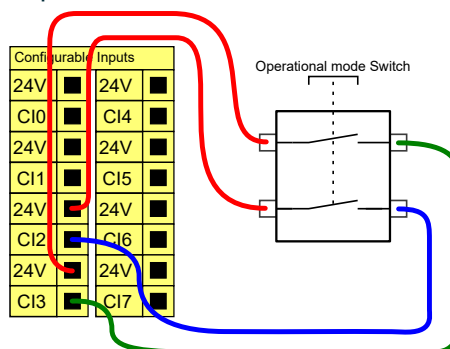 Configurable Inputs
Operational mode Switch
24V 24V
CI0 CI4
24V 24V
CI1 CI5
24V 24V
CI2 CI6
24V 24V
CI3 CI7